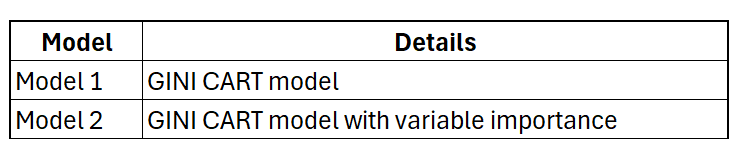 Model Details
Model 1 GINI CART model
Model 2 GINI CART model with variable importance